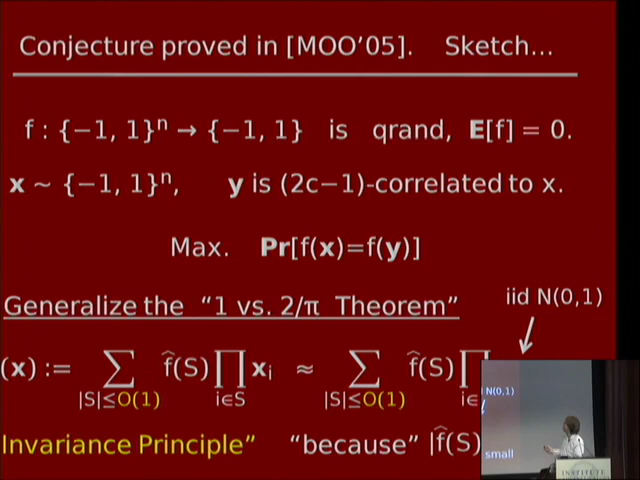 Conjecture proved in [MOO'05]. Sketch...
f : {−1, 1}ⁿ → {−1, 1} is qrand, E[f] = 0.
x ~ {−1, 1}ⁿ, y is (2c−1)-correlated to x.
Max. Pr[f(x)=f(y)]
Generalize the “1 vs. 2/π Theorem” iid N(0,1)
(x) := ∑ f̂(S) ∏ xᵢ ≈ ∑ f̂(S) ∏
|S|≤O(1) i∈S |S|≤O(1) i∈
Invariance Principle” “because” |f̂(S)
N(0,1)
small
INSTITUTE